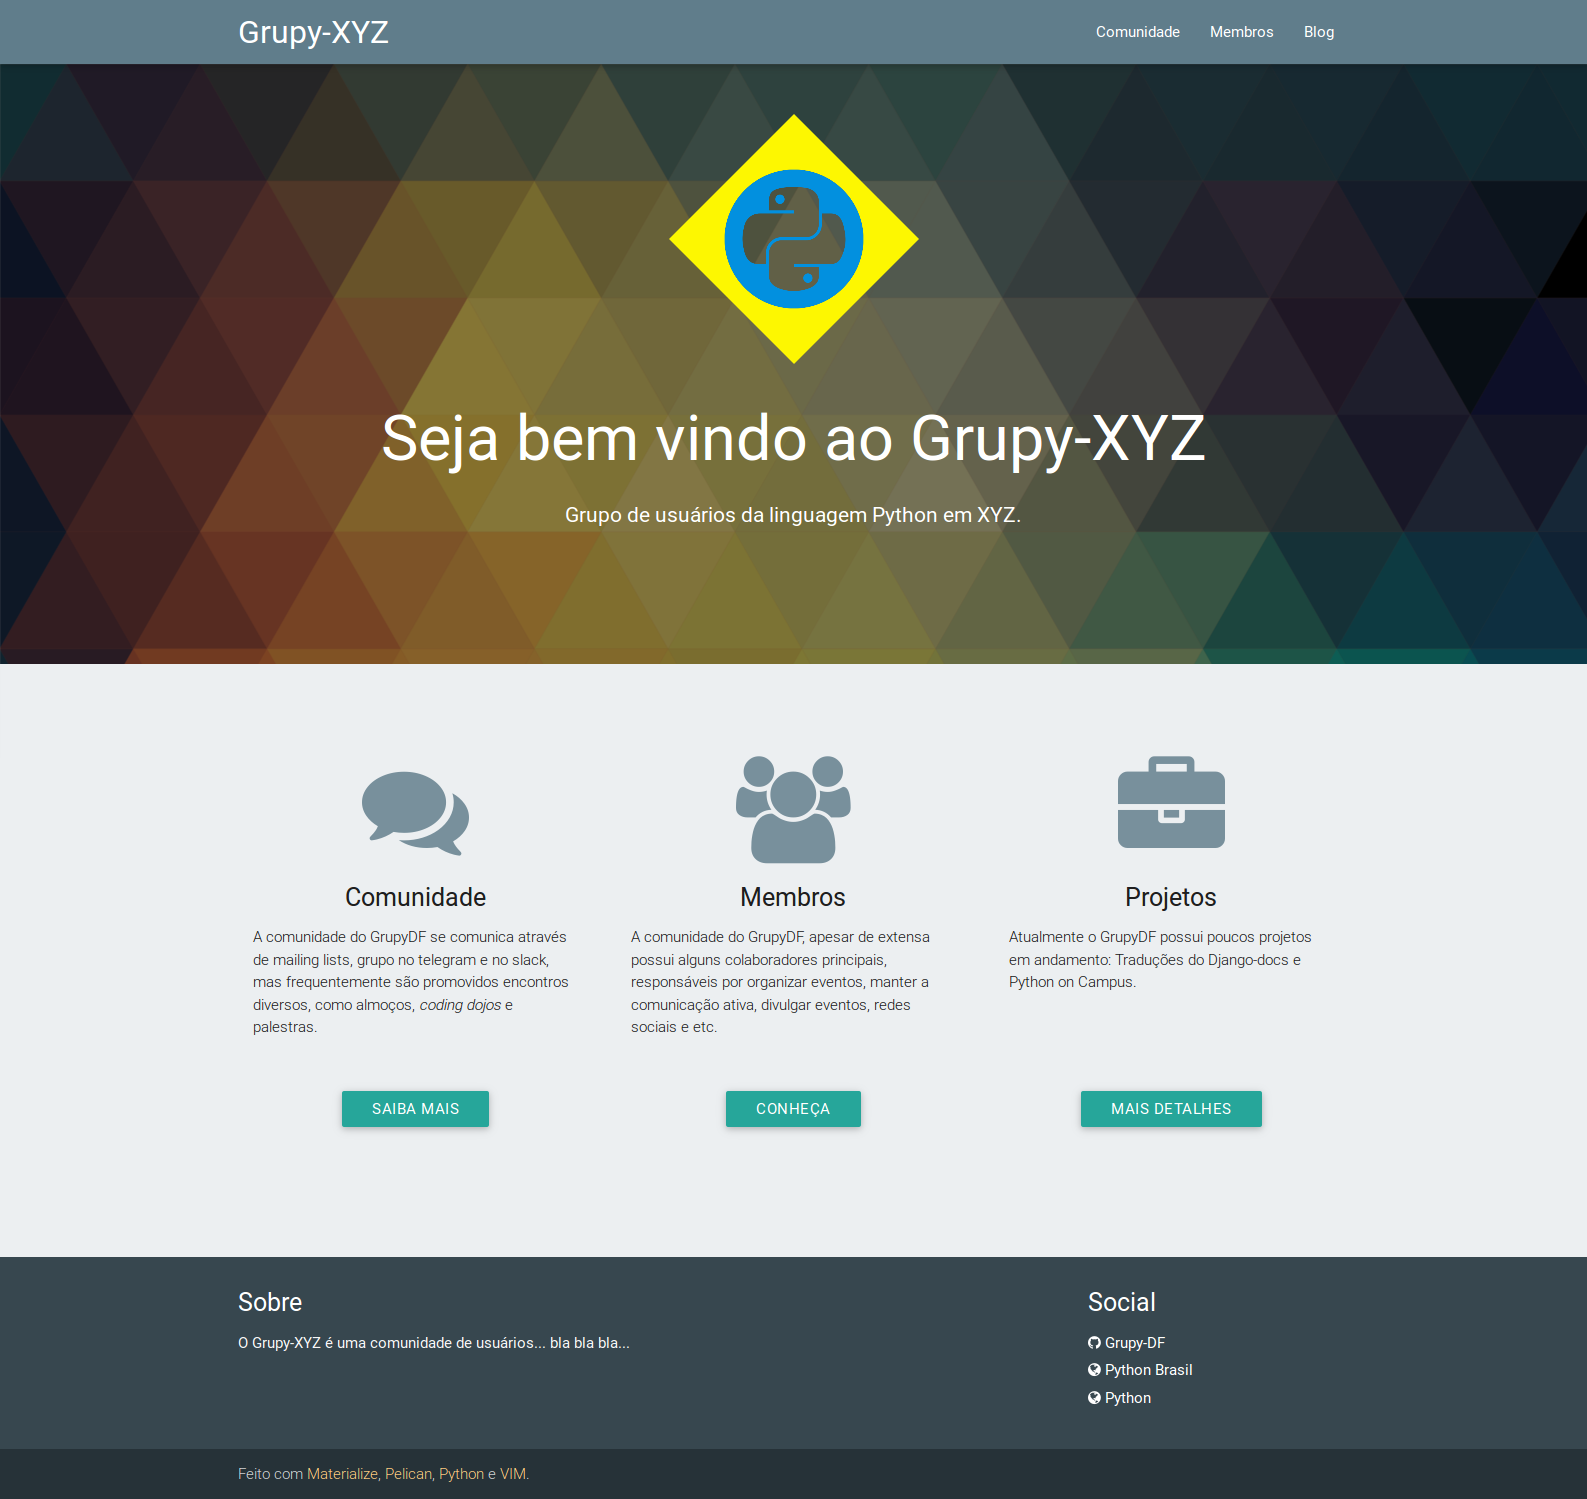 Grupy-XYZ
Comunidade Membros Blog
Seja bem vindo ao Grupy-XYZ
Grupo de usuários da linguagem Python em XYZ.
Comunidade
A comunidade do GrupyDF se comunica através
de mailing lists, grupo no telegram e no slack,
mas frequentemente são promovidos encontros
diversos, como almoços, coding dojos e
palestras.
SAIBA MAIS
Membros
A comunidade do GrupyDF, apesar de extensa
possui alguns colaboradores principais,
responsáveis por organizar eventos, manter a
comunicação ativa, divulgar eventos, redes
sociais e etc.
CONHEÇA
Projetos
Atualmente o GrupyDF possui poucos projetos
em andamento: Traduções do Django-docs e
Python on Campus.
MAIS DETALHES
Sobre
O Grupy-XYZ é uma comunidade de usuários... bla bla bla...
Social
Grupy-DF
Python Brasil
Python
Feito com Materialize, Pelican, Python e VIM.